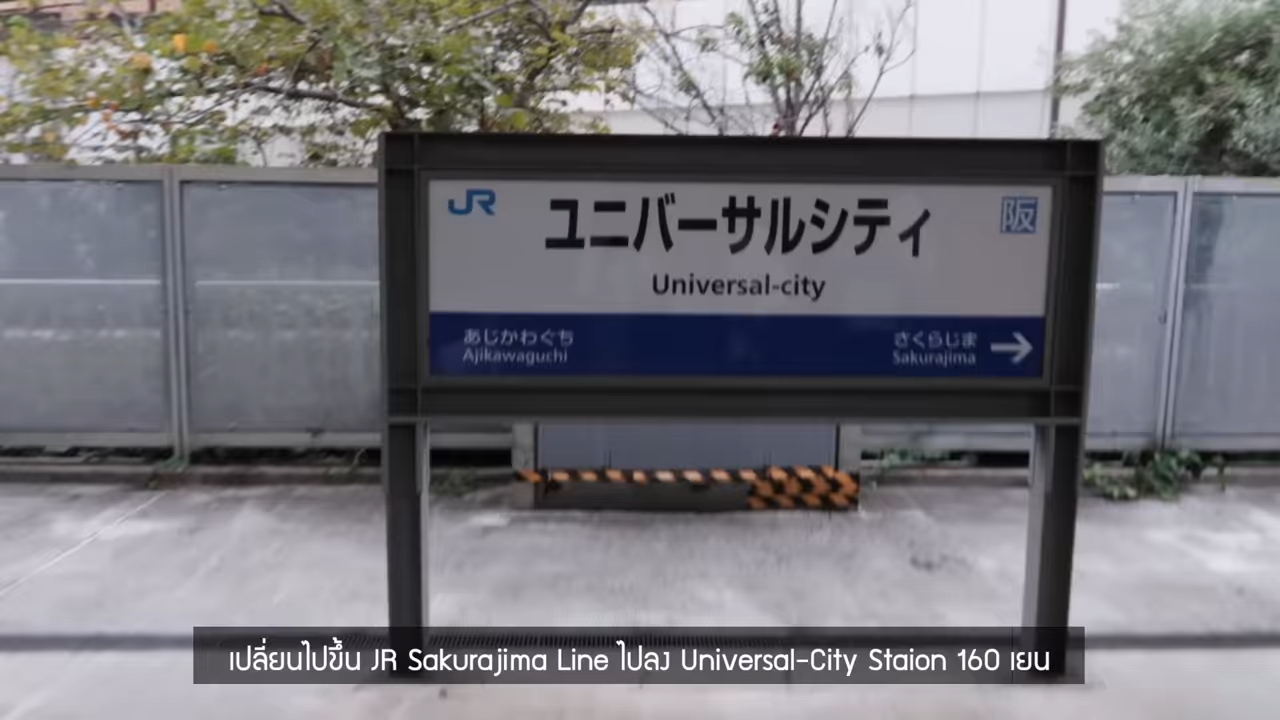 JR
ユニバーサルシティ
阪
Universal-city
あじかわぐち
さくらじま
Ajikawaguchi
Sakurajima
เปลี่ยนไปขึ้น JR Sakurajima Line ไปลง Universal-City Staion 160 เยน